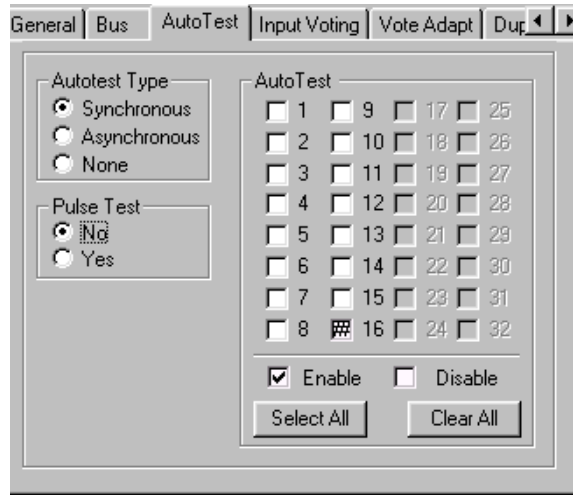 General Bus AutoTest Input Voting Vote Adapt Dup
Autotest Type
Synchronous
Asynchronous
None
Pulse Test
No
Yes
AutoTest
1 9 17 25
2 10 18 26
3 11 19 27
4 12 20 28
5 13 21 29
6 14 22 30
7 15 23 31
8 16 24 32
Enable Disable
Select All Clear All